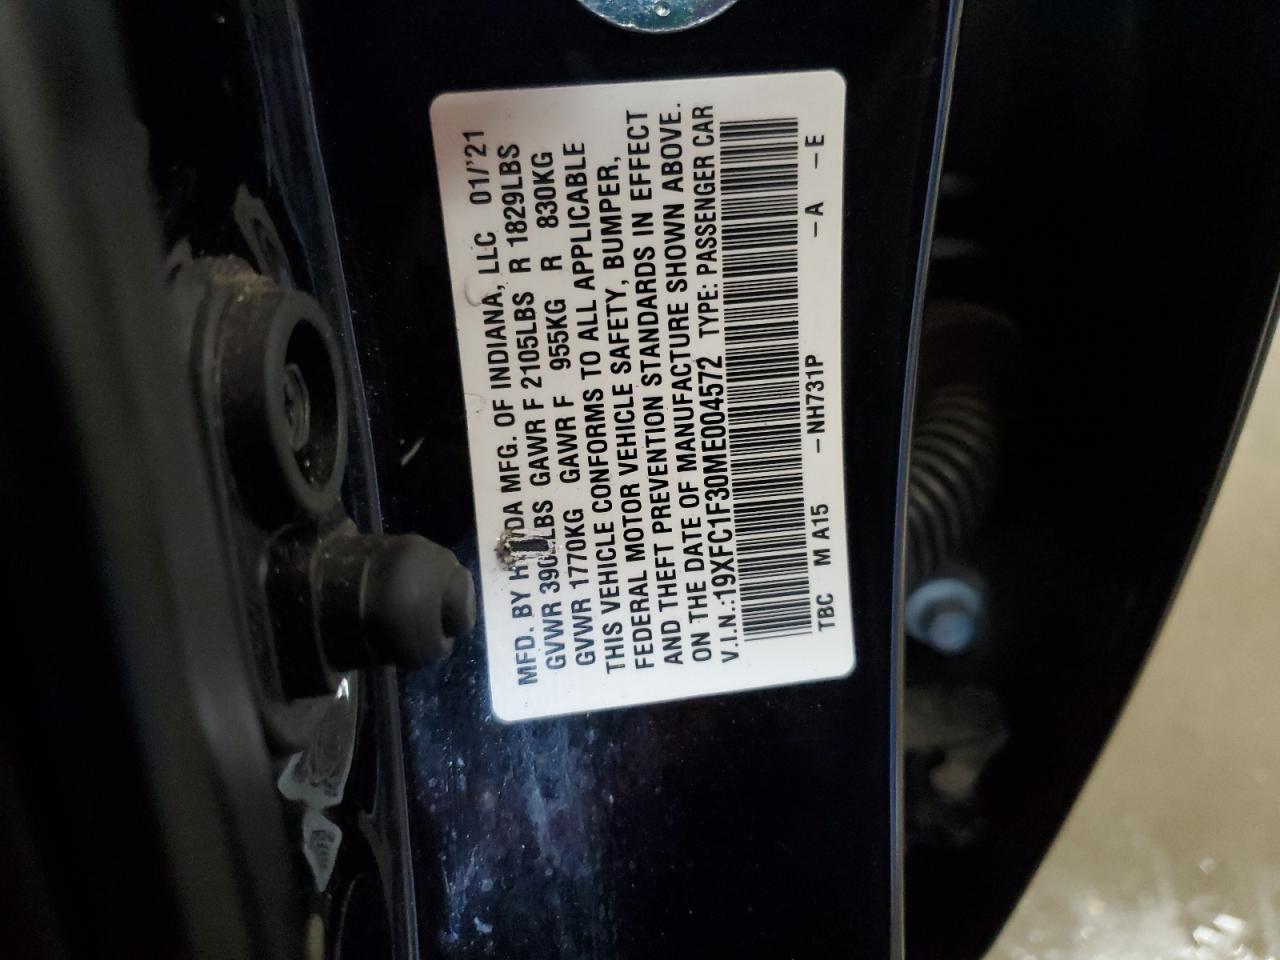 MFD. BY HONDA MFG. OF INDIANA, LLC 01/'21
GVWR LBS GAWR F 2105LBS R 1829LBS
GVWR 1770KG GAWR F 955KG R 830KG
THIS VEHICLE CONFORMS TO ALL APPLICABLE
FEDERAL MOTOR VEHICLE SAFETY, BUMPER,
AND THEFT PREVENTION STANDARDS IN EFFECT
ON THE DATE OF MANUFACTURE SHOWN ABOVE.
V.I.N.:19XFC1F30ME004572 TYPE: PASSENGER CAR
TBC M A15 -NH731P -A -E